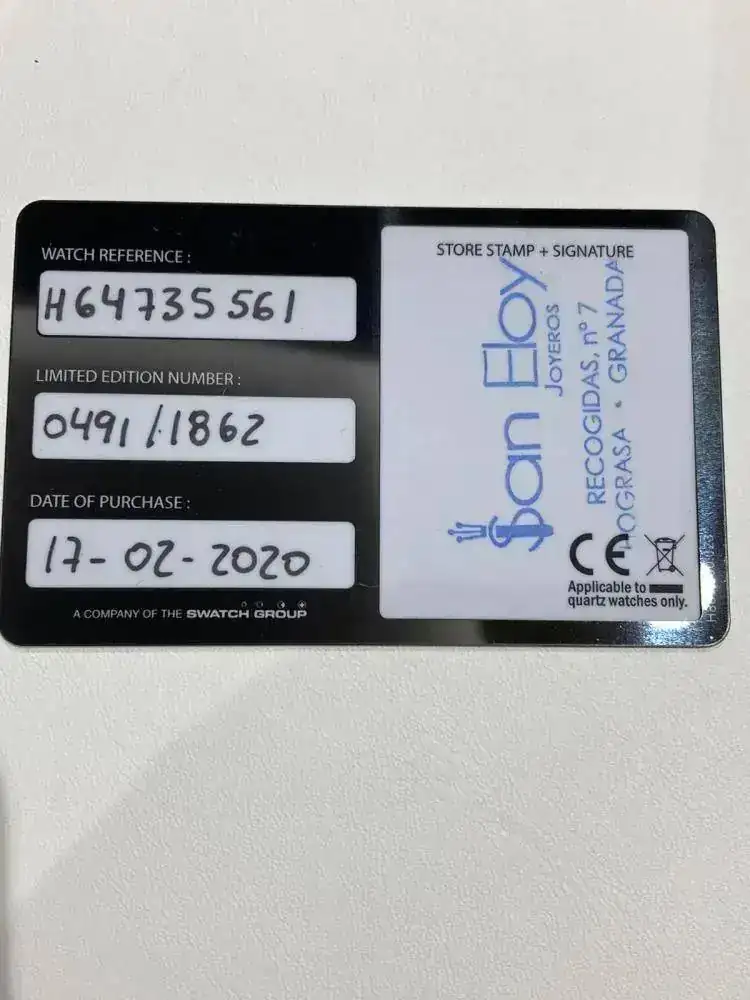 WATCH REFERENCE :
H64735561
LIMITED EDITION NUMBER :
0491/1862
DATE OF PURCHASE :
17-02-2020
A COMPANY OF THE SWATCH GROUP
STORE STAMP + SIGNATURE
San Eloy
JOYEROS
RECOGIDAS, nº 7
HOGRASA • GRANADA
CE
Applicable to
quartz watches only.